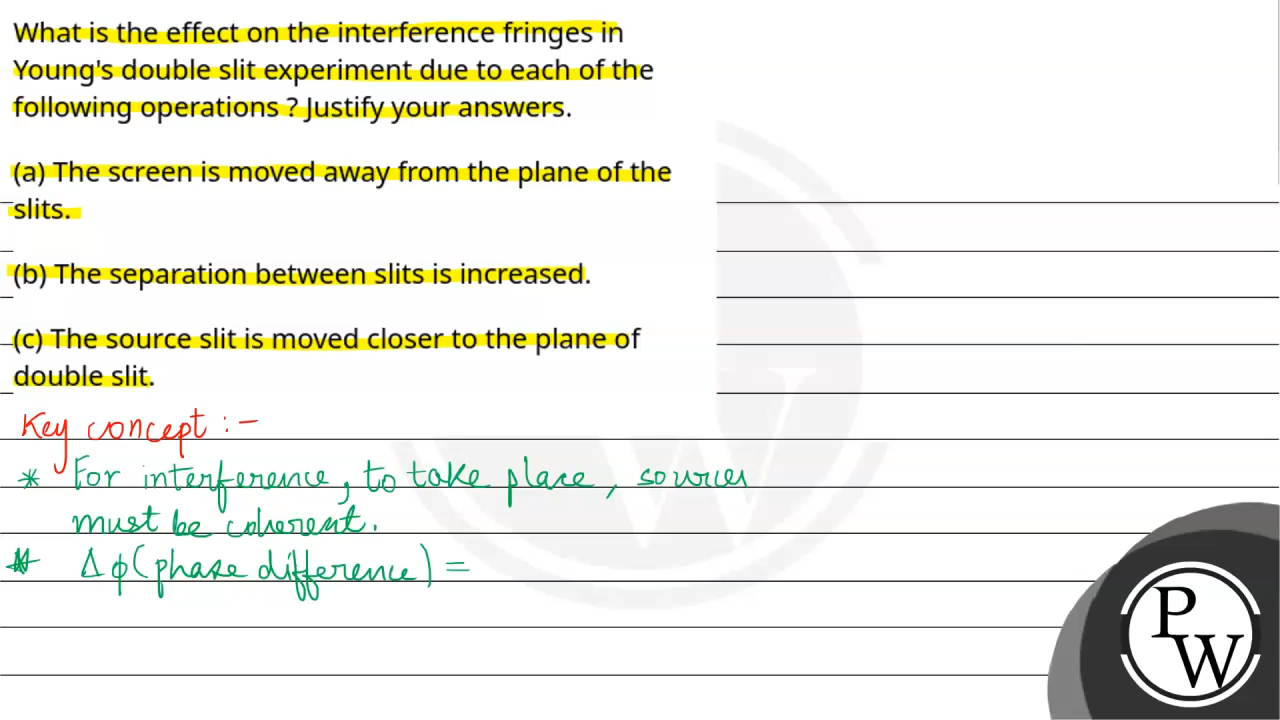 What is the effect on the interference fringes in
Young's double slit experiment due to each of the
following operations ? Justify your answers.
(a) The screen is moved away from the plane of the
slits.
(b) The separation between slits is increased.
(c) The source slit is moved closer to the plane of
double slit.
Key concept :-
* For interference, to take place, sources
must be coherent.
* Δφ (phase difference) =
P
W